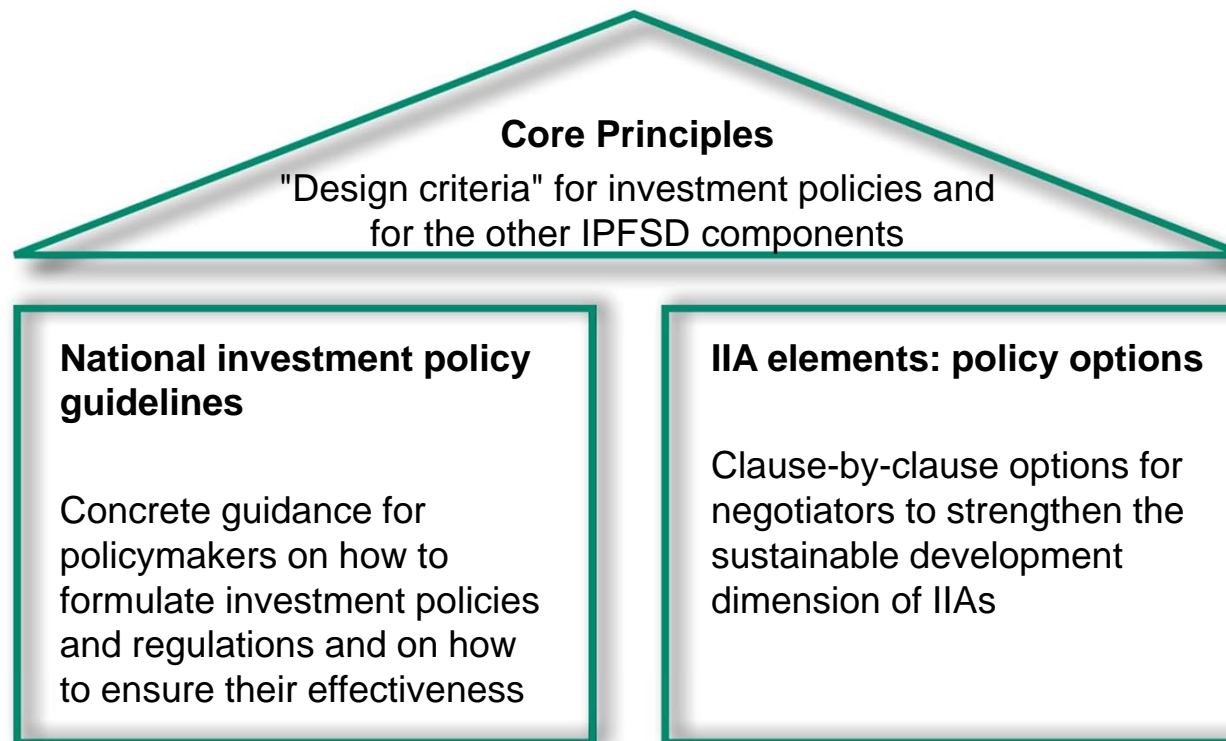 Core Principles
"Design criteria" for investment policies and
for the other IPFSD components
National investment policy
guidelines
Concrete guidance for
policymakers on how to
formulate investment policies
and regulations and on how
to ensure their effectiveness
IIA elements: policy options
Clause-by-clause options for
negotiators to strengthen the
sustainable development
dimension of IIAs